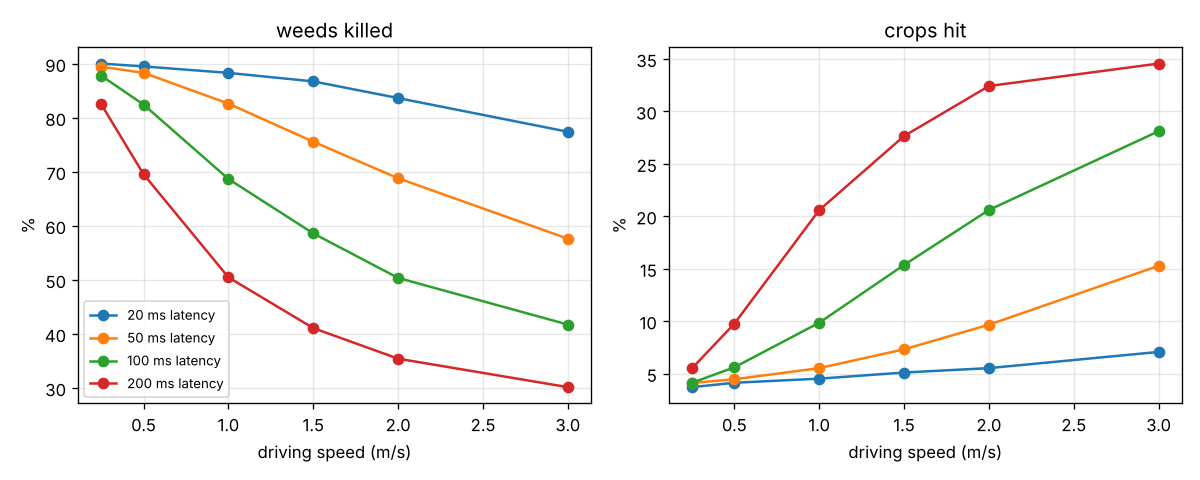 weeds killed
%
90
80
70
60
50
40
30
20 ms latency
50 ms latency
100 ms latency
200 ms latency
0.5 1.0 1.5 2.0 2.5 3.0
driving speed (m/s)
crops hit
%
35
30
25
20
15
10
5
0.5 1.0 1.5 2.0 2.5 3.0
driving speed (m/s)